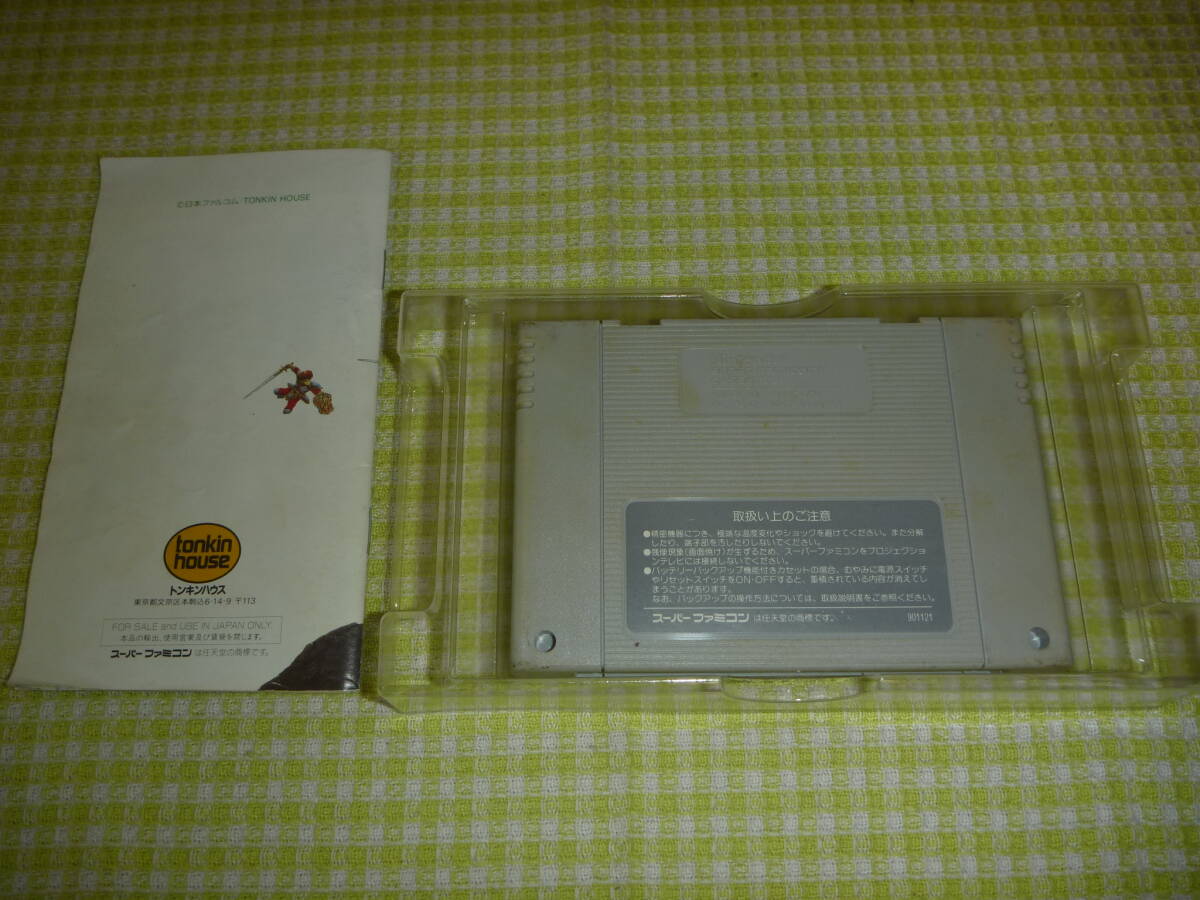 ©日本ファルコム／TONKIN HOUSE
tonkin
house
トンキンハウス
東京都文京区本駒込6-14-9 〒113
FOR SALE and USE IN JAPAN ONLY.
本品の輸出、使用営業及び賃貸を禁じます。
スーパーファミコン は任天堂の商標です。
取扱い上のご注意
●精密機器につき、極端な温度変化やショックを避けてください。また分解
したり、端子部を汚したりしないでください。
●残像現象(画面焼け)が生ずるため、スーパーファミコンをプロジェクショ
ンテレビには接続しないでください。
●バッテリーバックアップ機能付きカセットの場合、むやみに電源スイッチ
やリセットスイッチをON・OFFすると、蓄積されている内容が消えてし
まうことがあります。
なお、バックアップの操作方法については、取扱説明書をご参照ください。
スーパーファミコン は任天堂の商標です。 901121